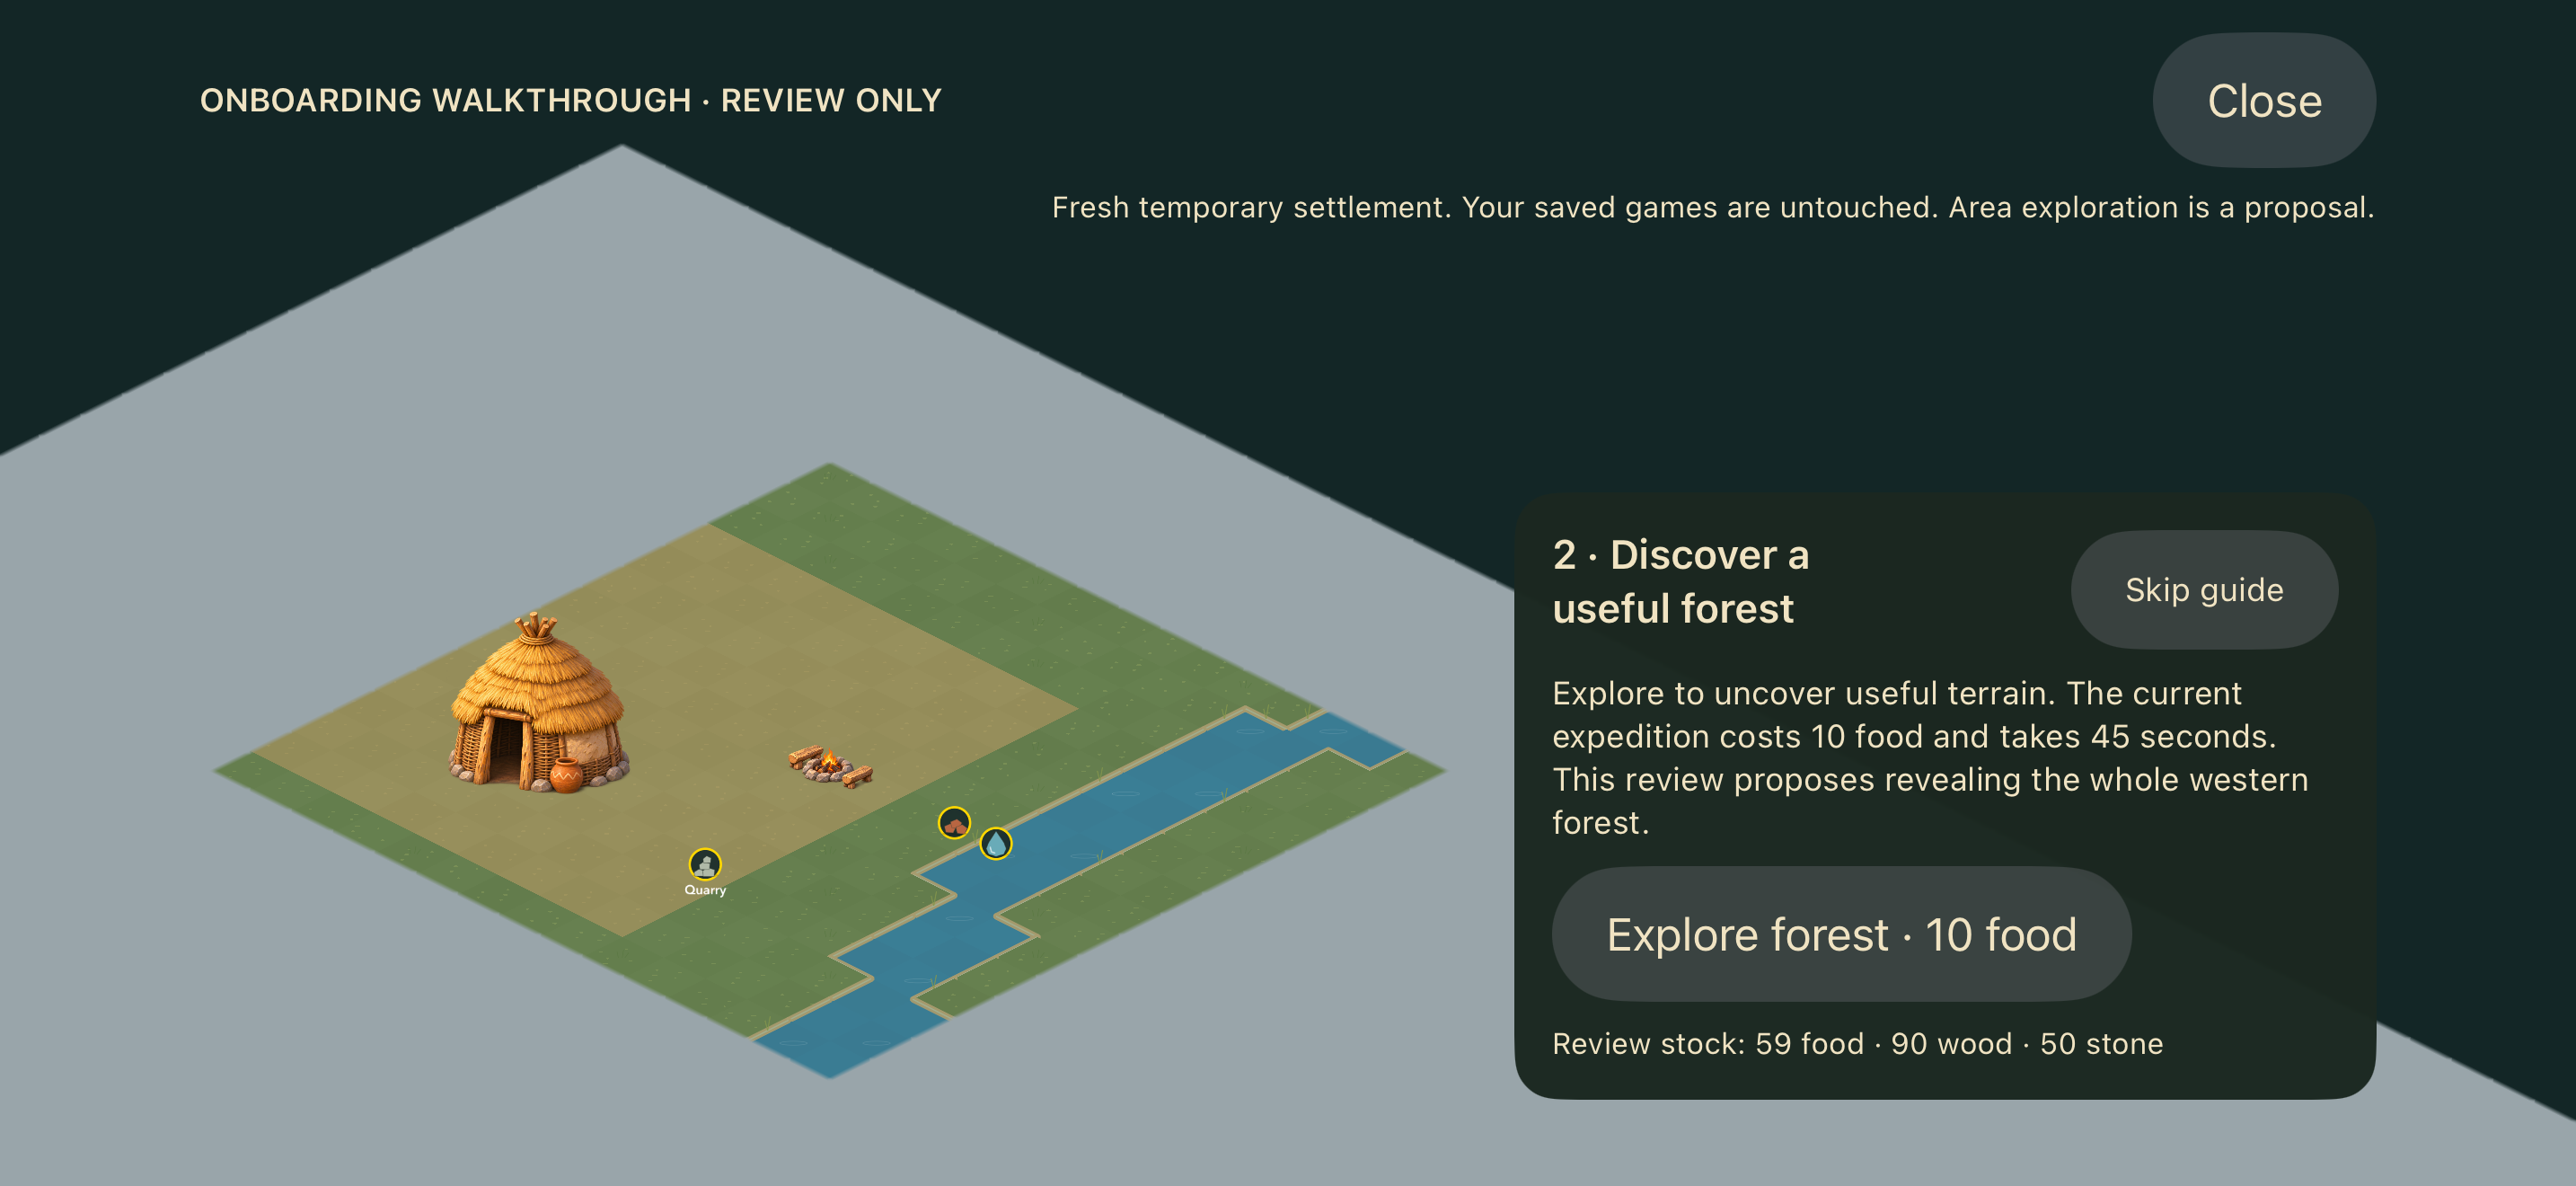 ONBOARDING WALKTHROUGH · REVIEW ONLY
Close
Fresh temporary settlement. Your saved games are untouched. Area exploration is a proposal.
2 · Discover a
useful forest
Skip guide
Explore to uncover useful terrain. The current
expedition costs 10 food and takes 45 seconds.
This review proposes revealing the whole western
forest.
Quarry
Explore forest · 10 food
Review stock: 59 food · 90 wood · 50 stone